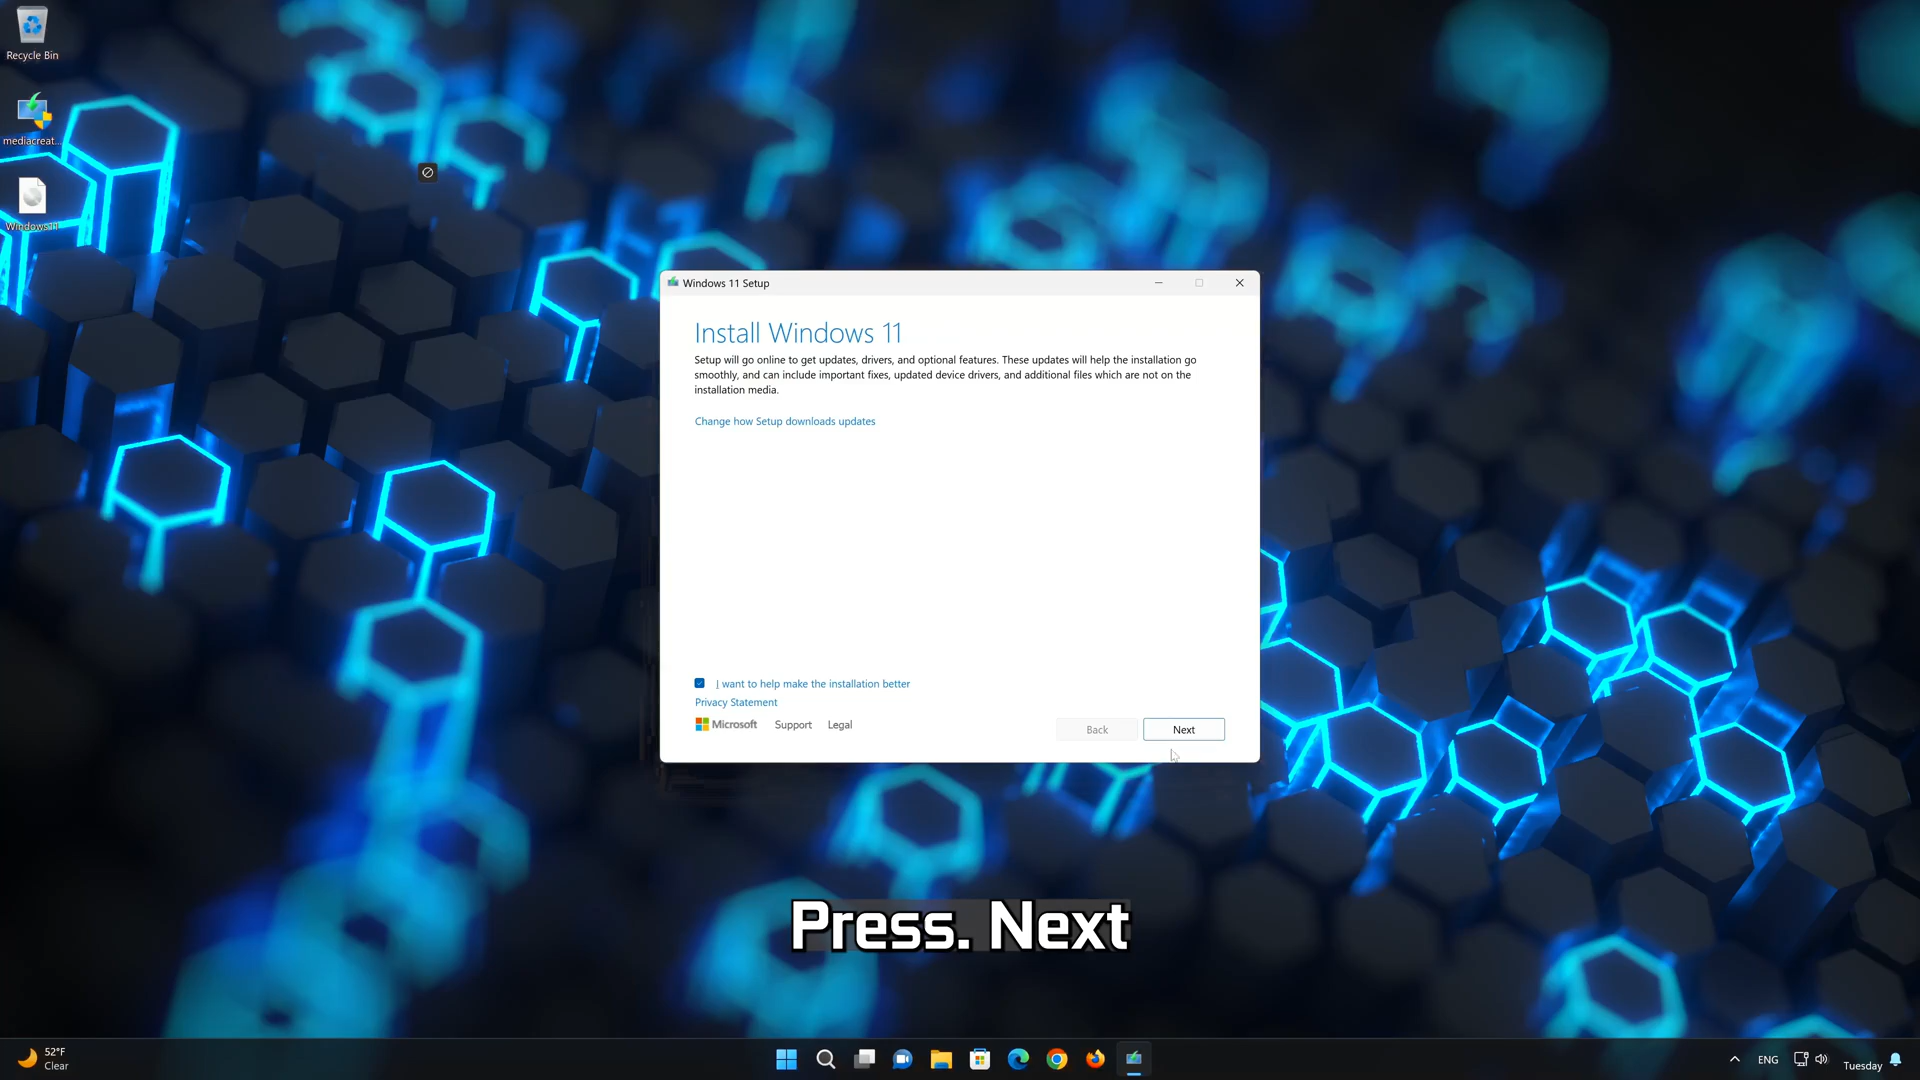 Recycle Bin
mediacreat...
Windows11
Windows 11 Setup
Install Windows 11
Setup will go online to get updates, drivers, and optional features. These updates will help the installation go
smoothly, and can include important fixes, updated device drivers, and additional files which are not on the
installation media.
Change how Setup downloads updates
I want to help make the installation better
Privacy Statement
Microsoft Support Legal
Back Next
Press. Next
52°F
Clear
ENG
Tuesday